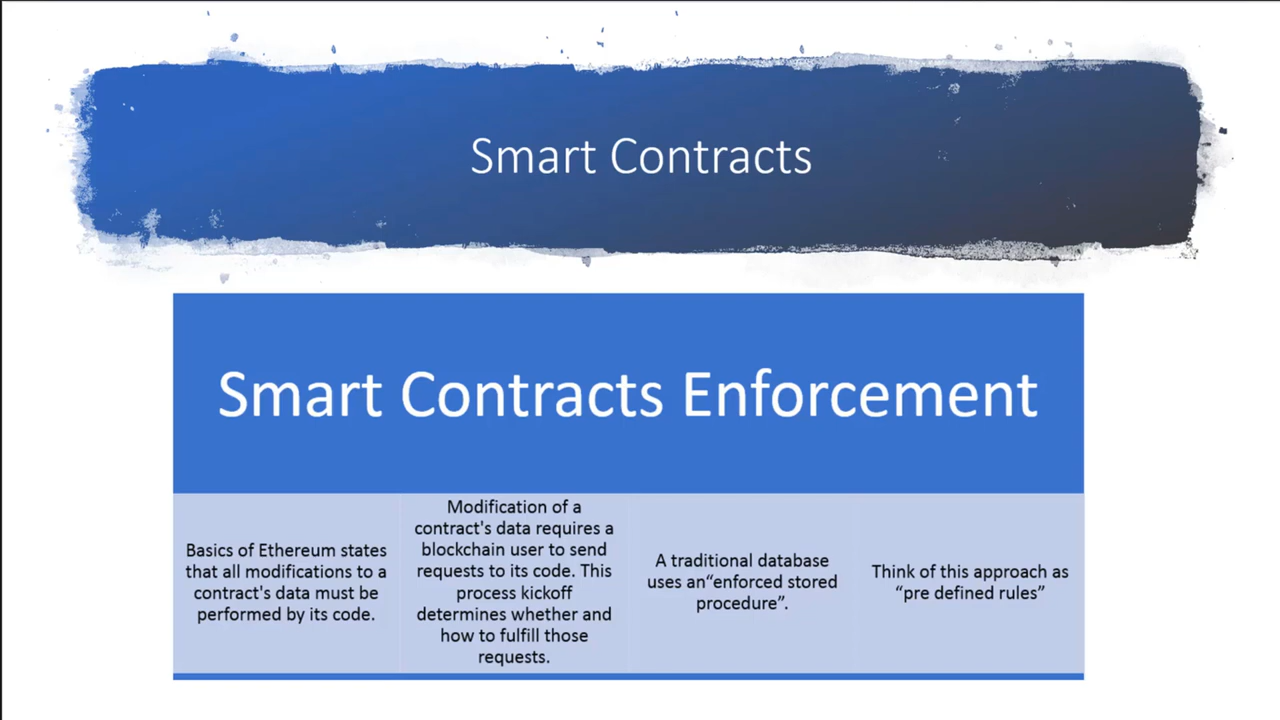 Smart Contracts
Smart Contracts Enforcement
Basics of Ethereum states
that all modifications to a
contract's data must be
performed by its code.
Modification of a
contract's data requires a
blockchain user to send
requests to its code. This
process kickoff
determines whether and
how to fulfill those
requests.
A traditional database
uses an“enforced stored
procedure”.
Think of this approach as
“pre defined rules”